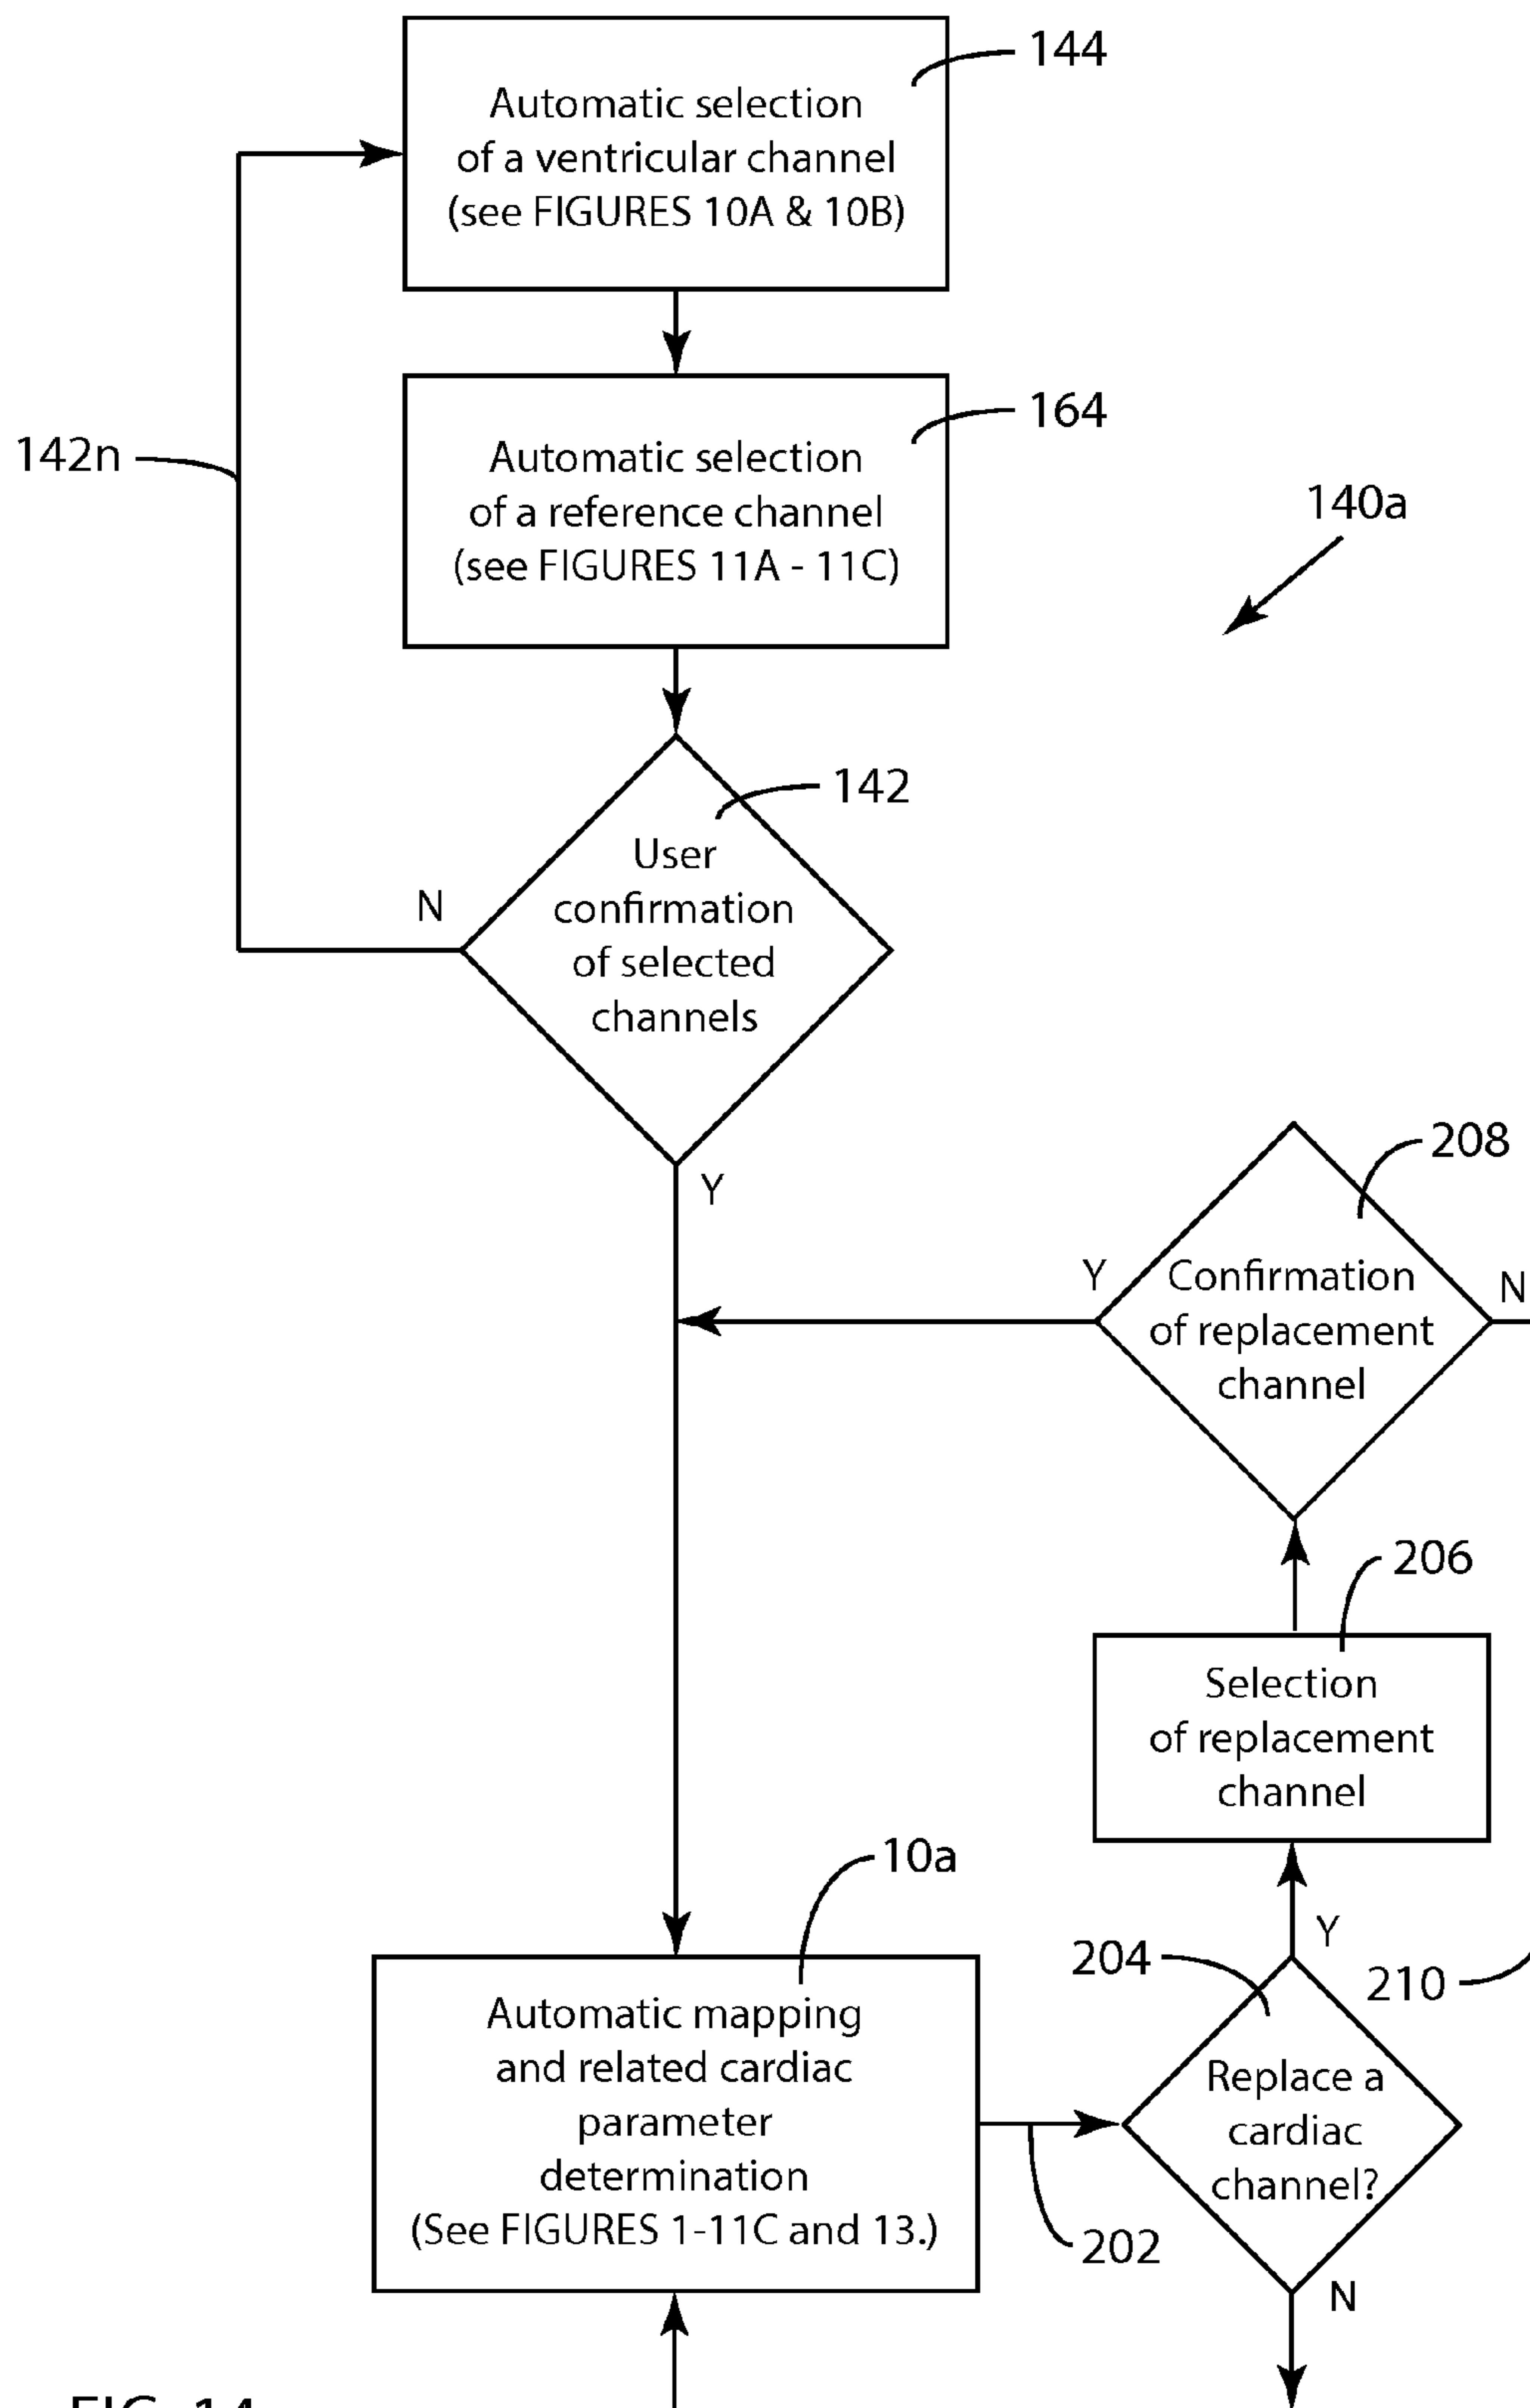 144
Automatic selection
of a ventricular channel
(see FIGURES 10A & 10B)
164
Automatic selection
of a reference channel
(see FIGURES 11A - 11C)
142n
140a
142
User
confirmation
of selected
channels
N
Y
208
Confirmation
of replacement
channel
Y
N
206
Selection
of replacement
channel
10a
Automatic mapping
and related cardiac
parameter
determination
(See FIGURES 1-11C and 13.)
202
204
Y
210
Replace a
cardiac
channel?
N
FIG. 14